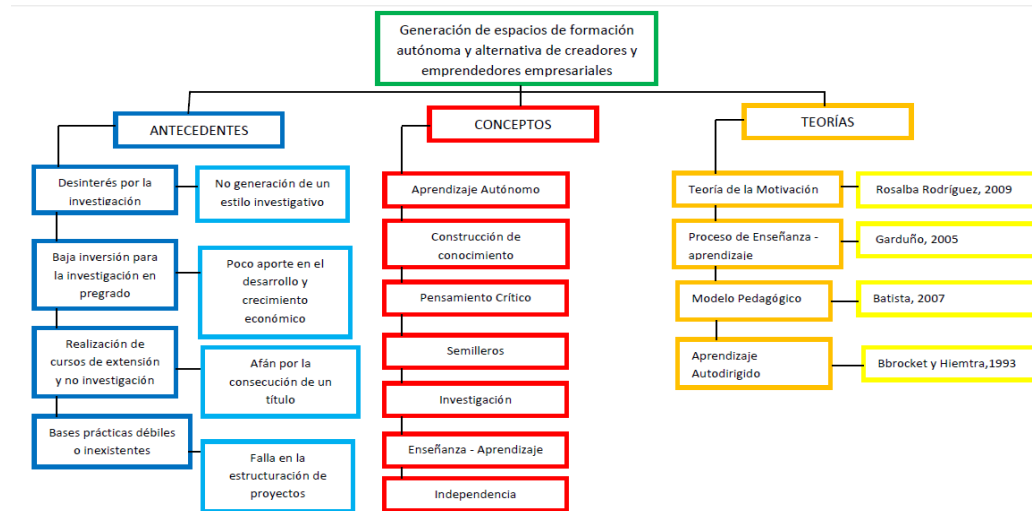 Generación de espacios de formación
autónoma y alternativa de creadores y
emprendedores empresariales
ANTECEDENTES
Desinterés por la
investigación
No generación de un
estilo investigativo
Baja inversión para
la investigación en
pregrado
Poco aporte en el
desarrollo y
crecimiento
económico
Realización de
cursos de extensión
y no investigación
Afán por la
consecución de un
título
Bases prácticas débiles
o inexistentes
Falla en la
estructuración de
proyectos
CONCEPTOS
Aprendizaje Autónomo
Construcción de
conocimiento
Pensamiento Crítico
Semilleros
Investigación
Enseñanza - Aprendizaje
Independencia
TEORÍAS
Teoría de la Motivación
Rosalba Rodríguez, 2009
Proceso de Enseñanza -
aprendizaje
Garduño, 2005
Modelo Pedagógico
Batista, 2007
Aprendizaje
Autodirigido
Bbrocket y Hiemtra,1993